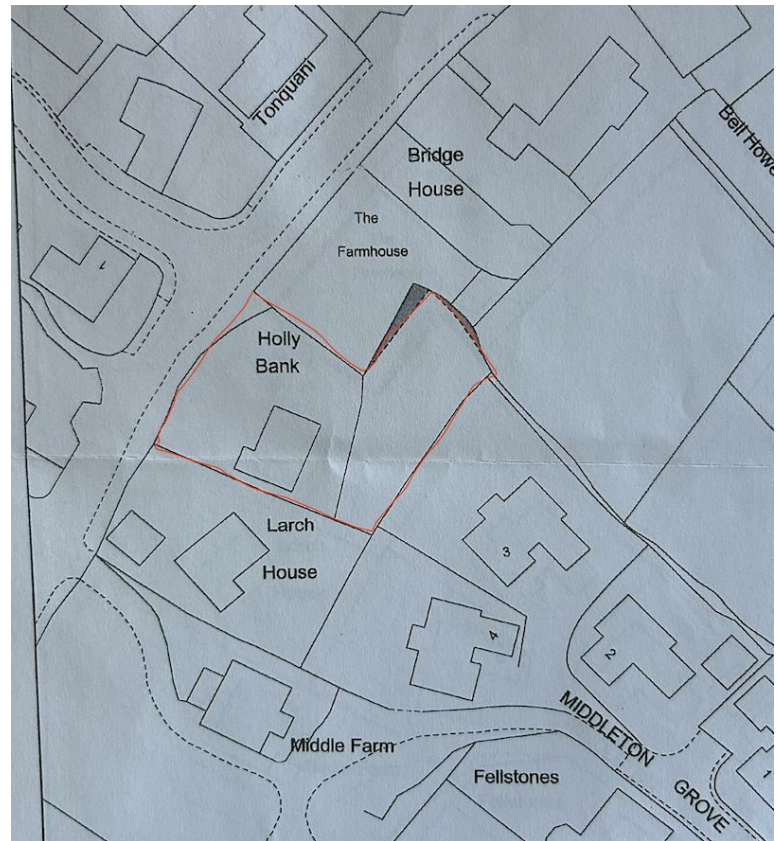 Tonquani
Bell Howe
Bridge
House
The
Farmhouse
1
Holly
Bank
Larch
House
3
4
2
MIDDLETON
GROVE
1
Middle Farm
Fellstones